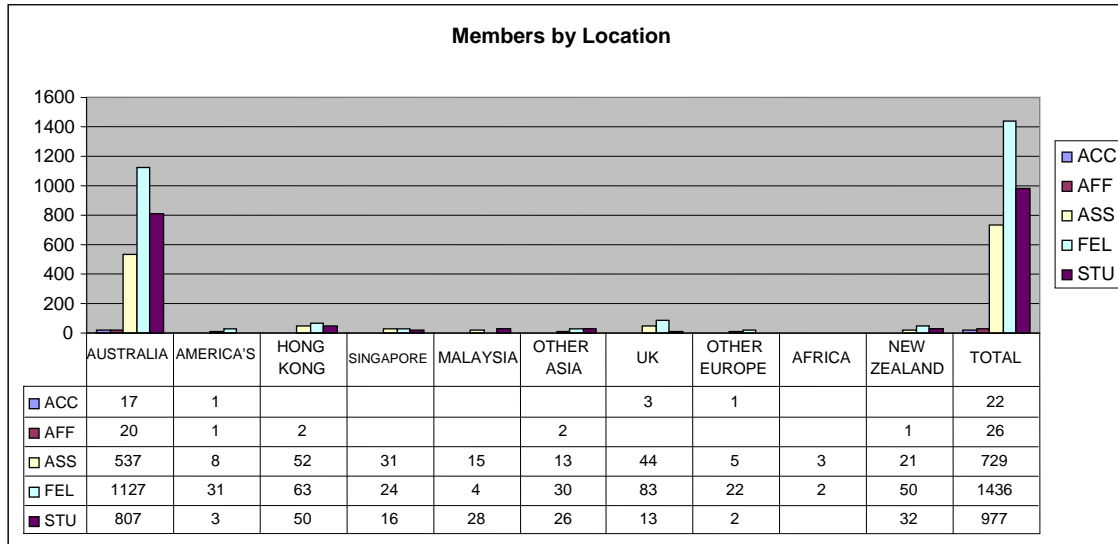 Members by Location
1600
1400
1200
1000
800
600
400
200
0
ACC
AFF
ASS
FEL
STU
AUSTRALIA AMERICA'S HONG KONG SINGAPORE MALAYSIA OTHER ASIA UK OTHER EUROPE AFRICA NEW ZEALAND TOTAL
ACC 17 1 3 1 22
AFF 20 1 2 2 1 26
ASS 537 8 52 31 15 13 44 5 3 21 729
FEL 1127 31 63 24 4 30 83 22 2 50 1436
STU 807 3 50 16 28 26 13 2 32 977